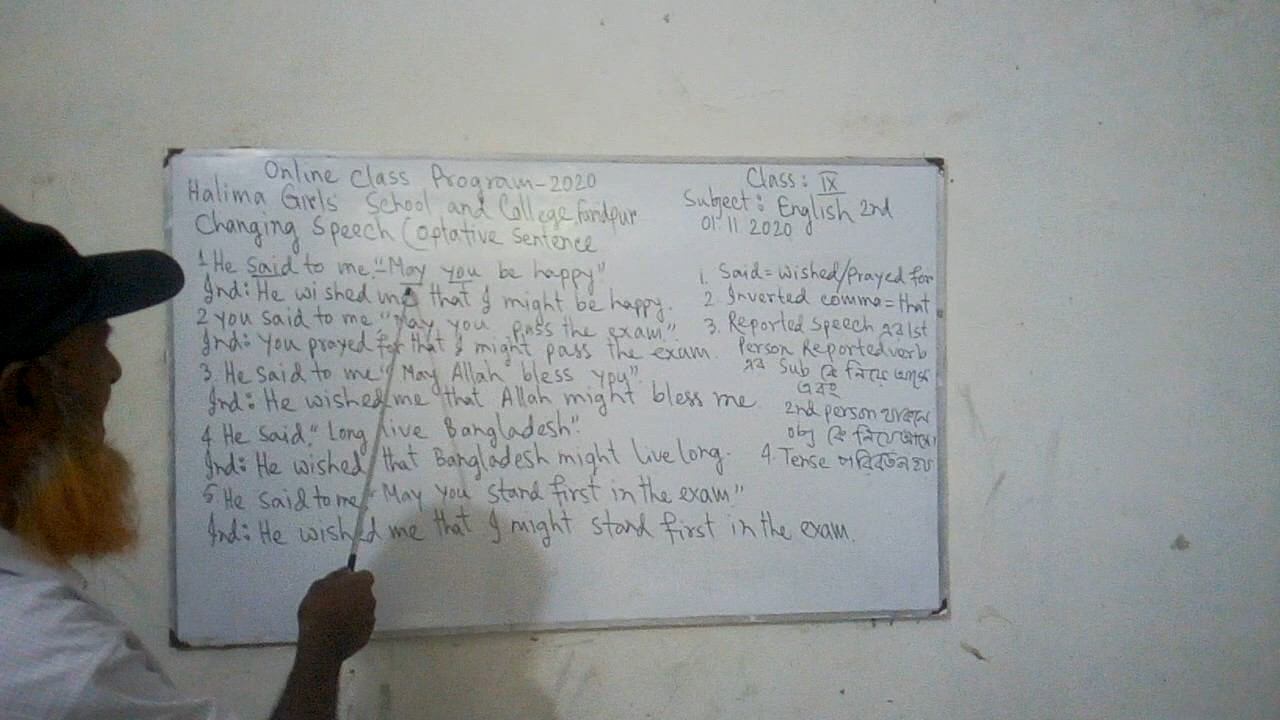 Online Class Program-2020
Halima Girls' School and College, Faridpur
Changing Speech (Optative Sentence
Class: IX
Subject: English 2nd
01.11.2020
1 He said to me, "May you be happy"
Ind: He wished me that I might be happy.
2 you said to me, "May you pass the exam."
Ind: You prayed for that I might pass the exam.
3. He said to me "May Allah bless you"
Ind: He wished me that Allah might bless me
4 He said, "Long live Bangladesh".
Ind: He wished that Bangladesh might live long.
5 He said to me, "May you stand first in the exam"
Ind: He wished me that I might stand first in the exam.
1. Said = wished/prayed for
2. Inverted comma = that
3. Reported speech এর 1st
Person Reported verb
এর Sub কে নিয়ে
এবং
2nd person থাকলে
obj কে নিয়ে
4. Tense পরিবর্তন হয়